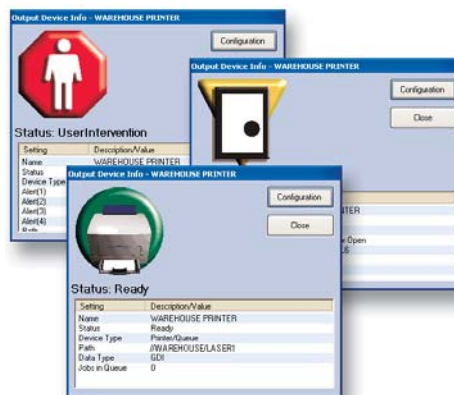 Output Device Info - WAREHOUSE PRINTER
Configuration
Status: UserIntervention
Setting Description/Value
Name WAREHOUSE PRINTER
Status
Device Type
Alert(1)
Alert(2)
Alert(3)
Alert(4)
Path
Output Device Info - WAREHOUSE PRINTER
Configuration
Close
Open
Output Device Info - WAREHOUSE PRINTER
Configuration
Close
Status: Ready
Setting Description/Value
Name WAREHOUSE PRINTER
Status Ready
Device Type Printer/Queue
Path //WAREHOUSE/LASER1
Data Type GDI
Jobs in Queue 0